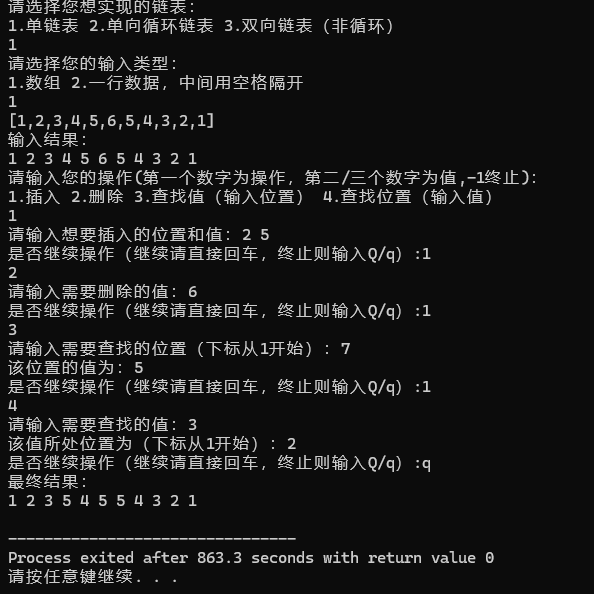 请选择您想实现的链表：
1.单链表 2.单向循环链表 3.双向链表（非循环）
1
请选择您的输入类型：
1.数组 2.一行数据，中间用空格隔开
1
[1,2,3,4,5,6,5,4,3,2,1]
输入结果：
1 2 3 4 5 6 5 4 3 2 1
请输入您的操作(第一个数字为操作，第二/三个数字为值,-1终止)：
1.插入 2.删除 3.查找值（输入位置） 4.查找位置（输入值）
1
请输入想要插入的位置和值：2 5
是否继续操作（继续请直接回车，终止则输入Q/q）:1
2
请输入需要删除的值：6
是否继续操作（继续请直接回车，终止则输入Q/q）:1
3
请输入需要查找的位置（下标从1开始）：7
该位置的值为：5
是否继续操作（继续请直接回车，终止则输入Q/q）:1
4
请输入需要查找的值：3
该值所处位置为（下标从1开始）：2
是否继续操作（继续请直接回车，终止则输入Q/q）:q
最终结果：
1 2 3 5 4 5 5 4 3 2 1
--------------------------------
Process exited after 863.3 seconds with return value 0
请按任意键继续. . .